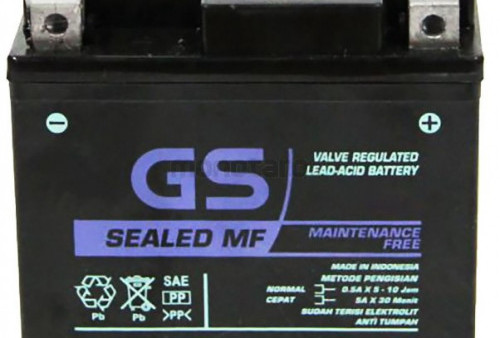 − +
GS
VALVE REGULATED
LEAD-ACID BATTERY
SEALED MF
MAINTENANCE
FREE
MADE IN INDONESIA
METODE PENGISIAN
NORMAL 0.5A X 5 - 10 Jam
CEPAT 5A X 30 Menit
SUDAH TERISI ELEKTROLIT
ANTI TUMPAH
Pb Pb
SAE
PP
>PP<
monotaro